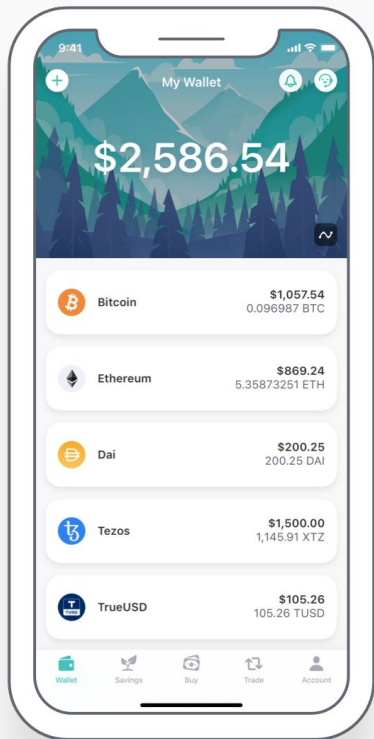 9:41
My Wallet
$2,586.54
Bitcoin
$1,057.54
0.096987 BTC
Ethereum
$869.24
5.35873251 ETH
Dai
$200.25
200.25 DAI
Tezos
$1,500.00
1,145.91 XTZ
TUSD
TrueUSD
$105.26
105.26 TUSD
Wallet
Savings
Buy
Trade
Account